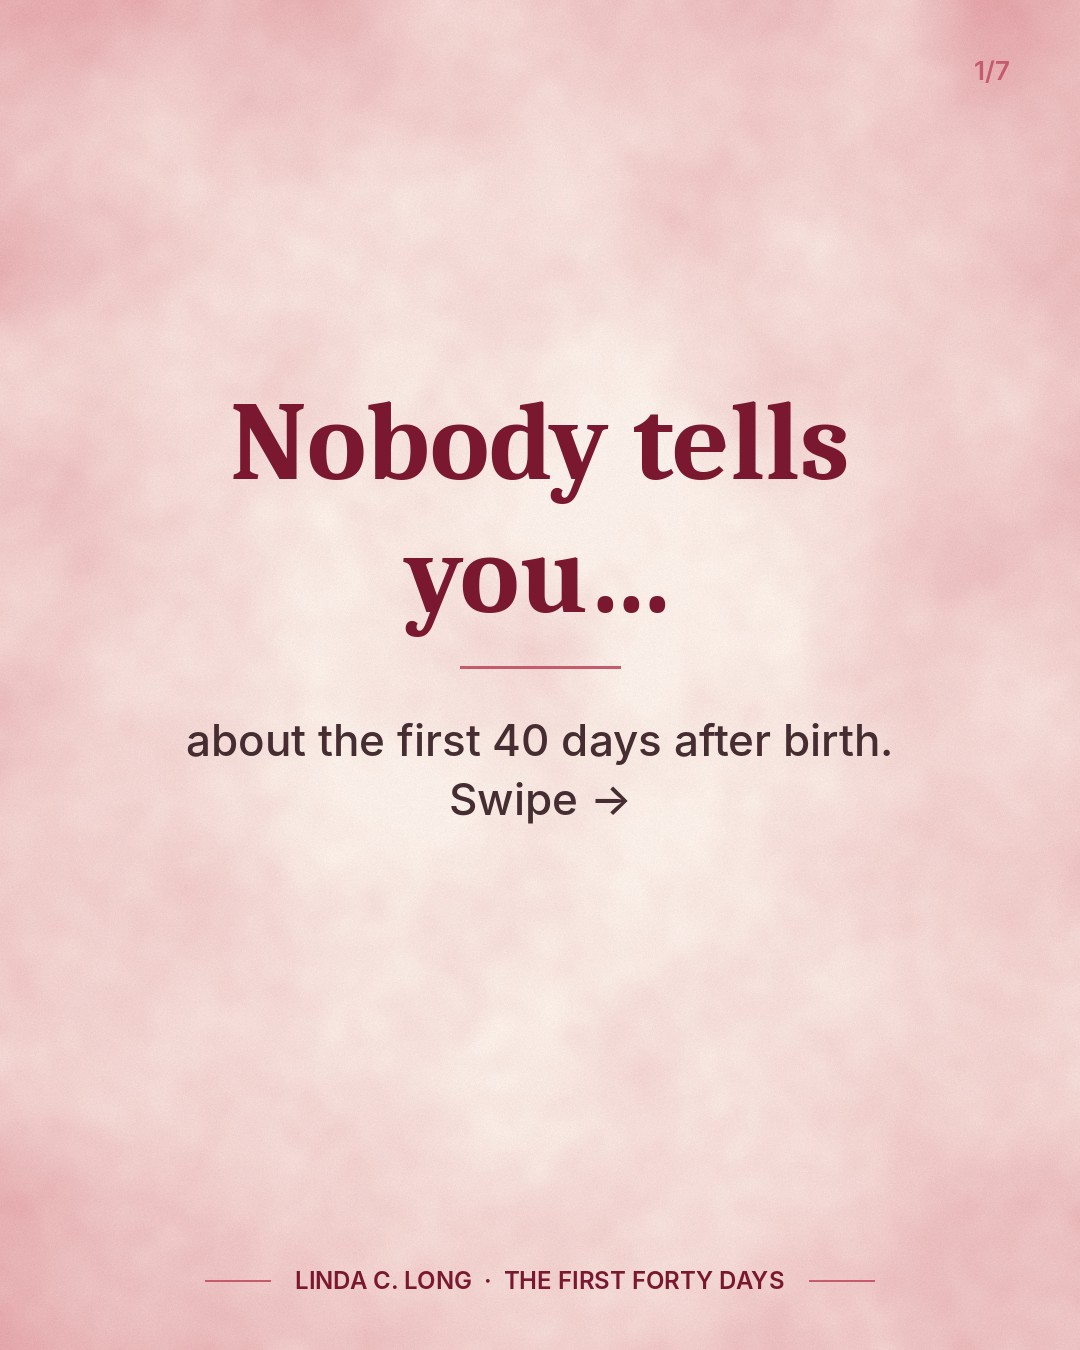 1/7
Nobody tells
you...
about the first 40 days after birth.
Swipe →
LINDA C. LONG · THE FIRST FORTY DAYS